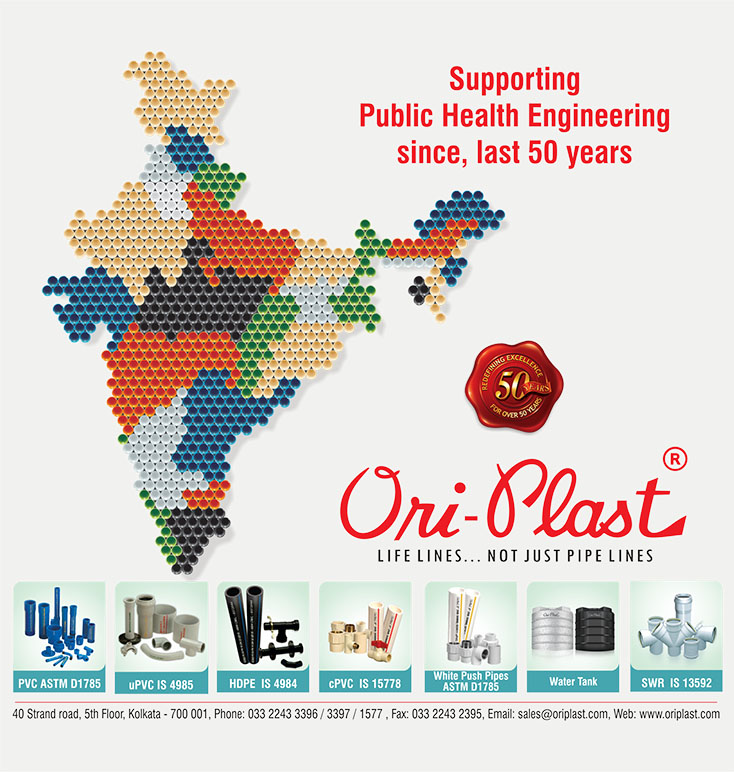 Supporting
Public Health Engineering
since, last 50 years
REDEFINING EXCELLENCE
50 YEARS
FOR OVER 50 YEARS
Ori-Plast ®
LIFE LINES... NOT JUST PIPE LINES
Ori-Plast
PVC ASTM D1785
uPVC IS 4985
HDPE IS 4984
cPVC IS 15778
White Push Pipes
ASTM D1785
Water Tank
SWR IS 13592
40 Strand road, 5th Floor, Kolkata - 700 001, Phone: 033 2243 3396 / 3397 / 1577 , Fax: 033 2243 2395, Email: sales@oriplast.com, Web: www.oriplast.com